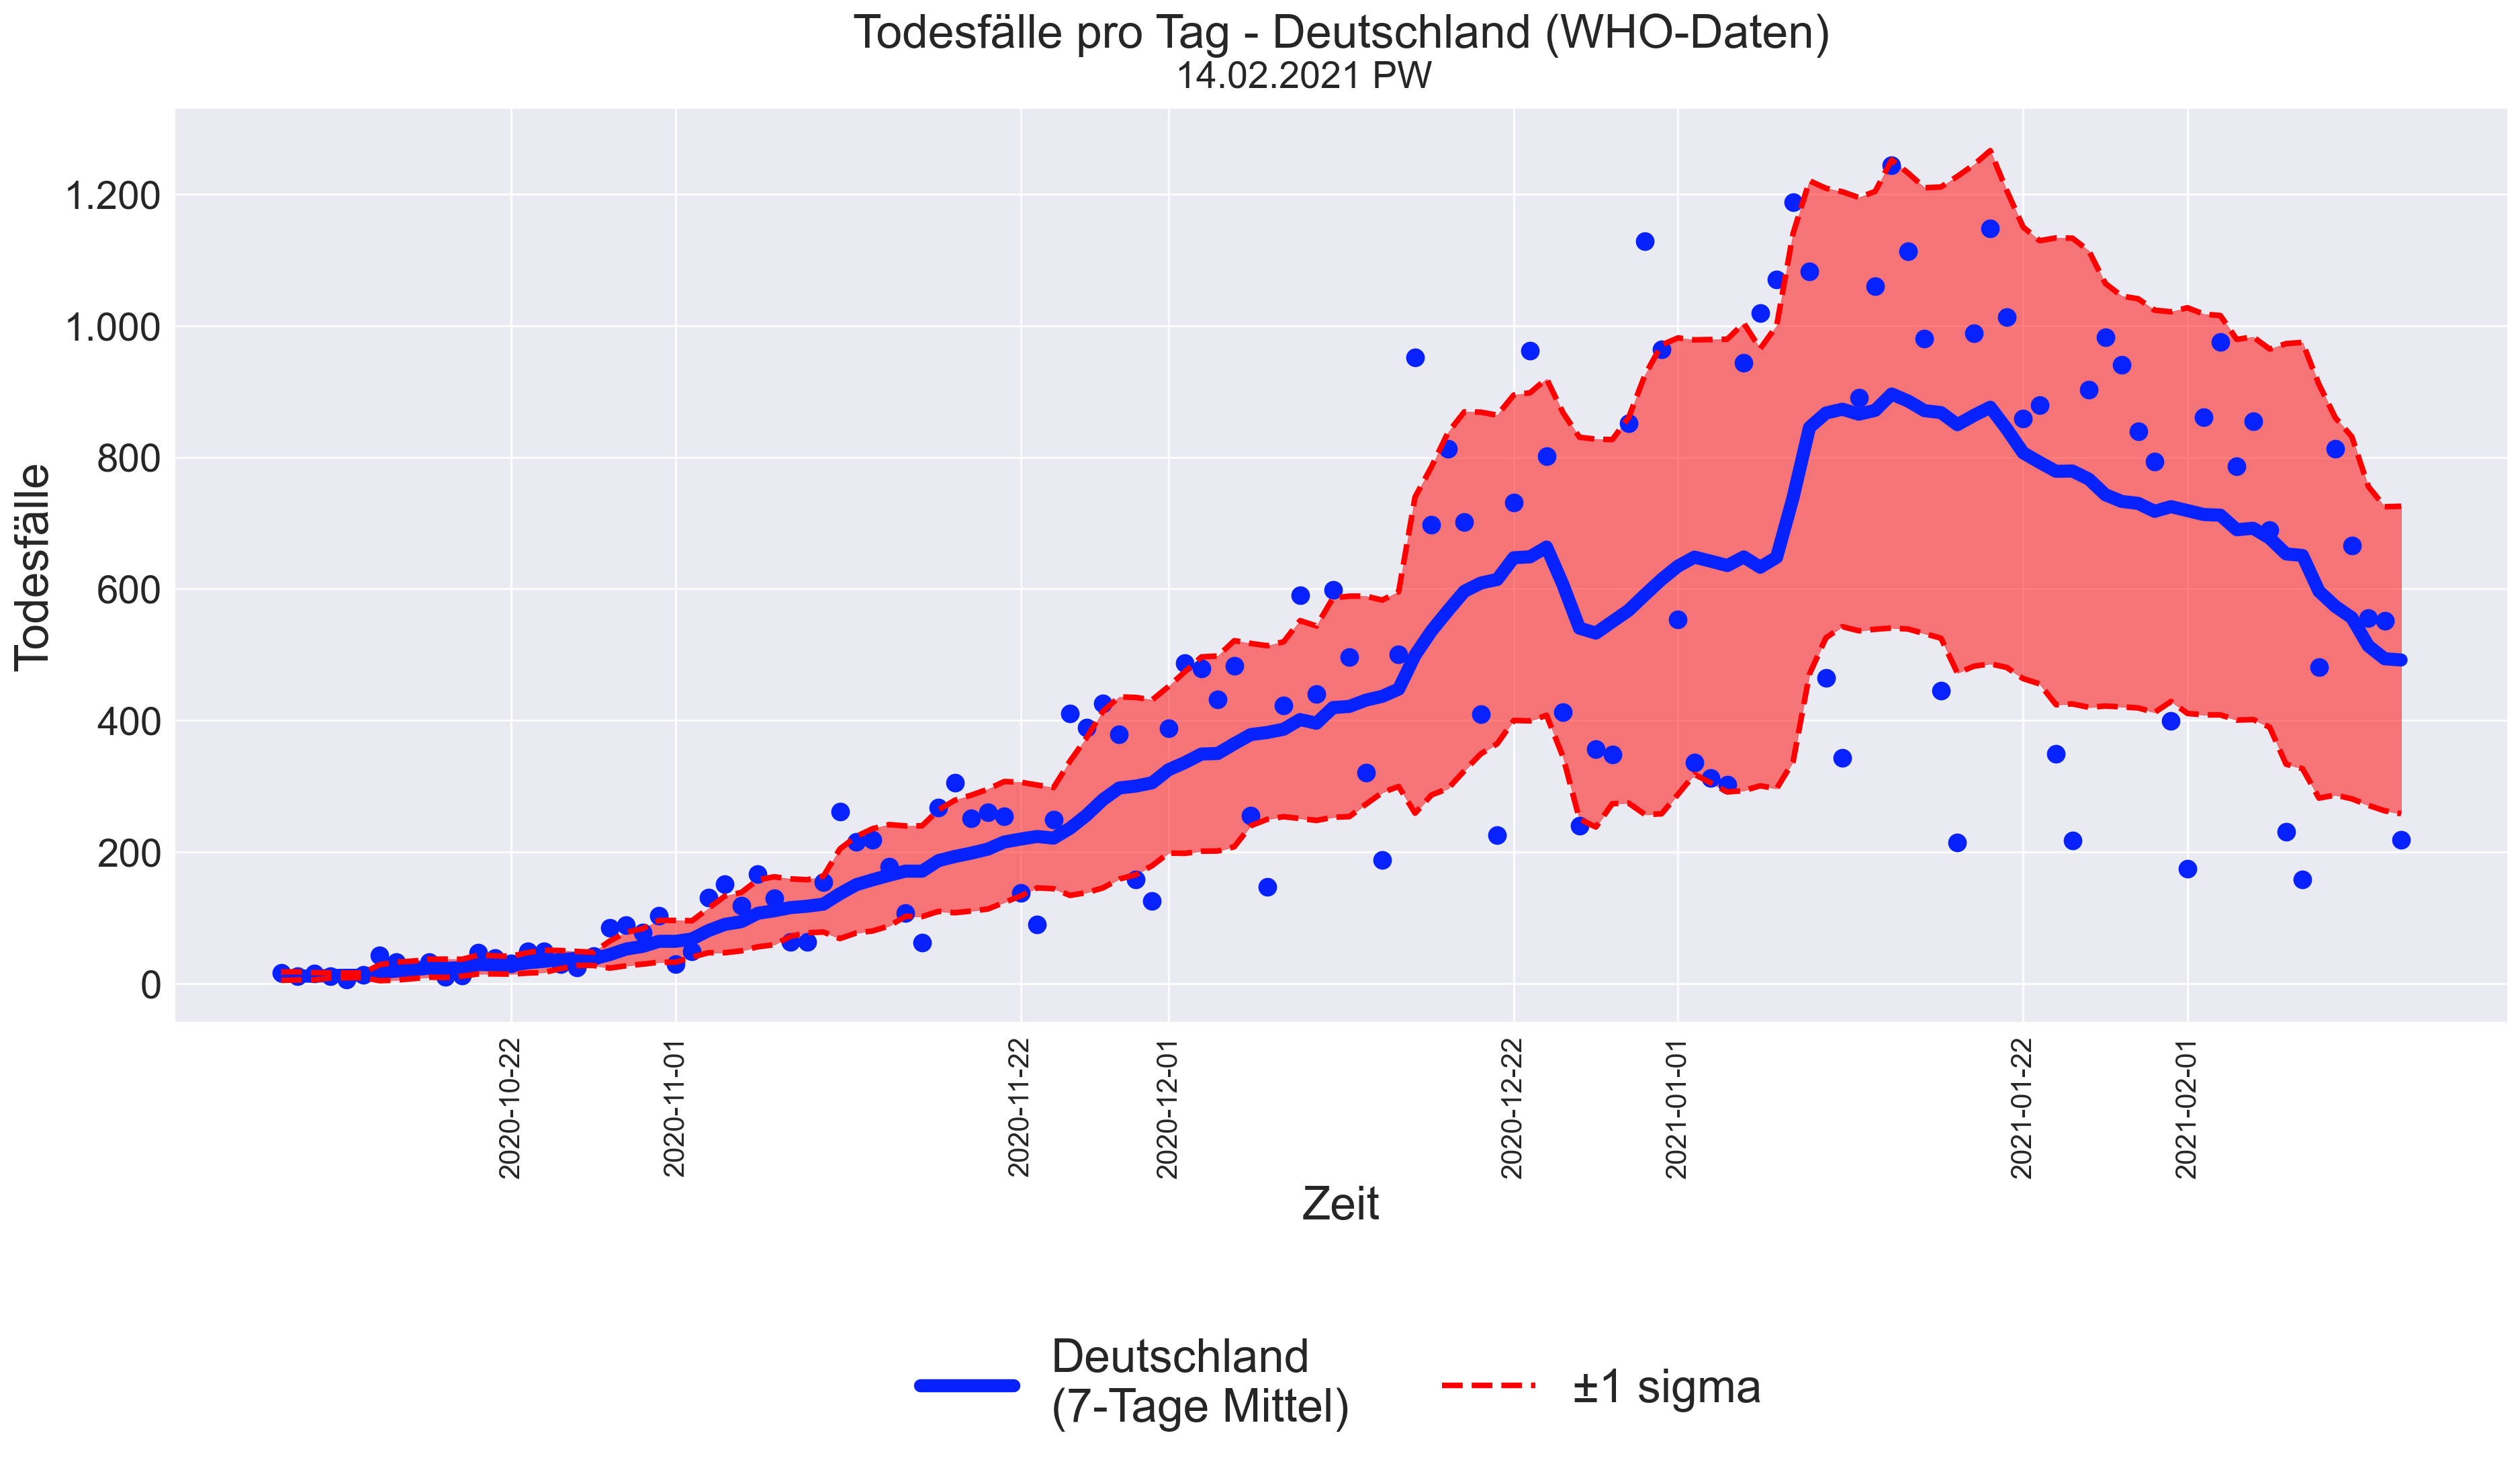 Todesfälle pro Tag - Deutschland (WHO-Daten)
14.02.2021 PW
Todesfälle
1.200
1.000
800
600
400
200
0
2020-10-22
2020-11-01
2020-11-22
2020-12-01
2020-12-22
2021-01-01
2021-01-22
2021-02-01
Zeit
Deutschland
(7-Tage Mittel)
±1 sigma